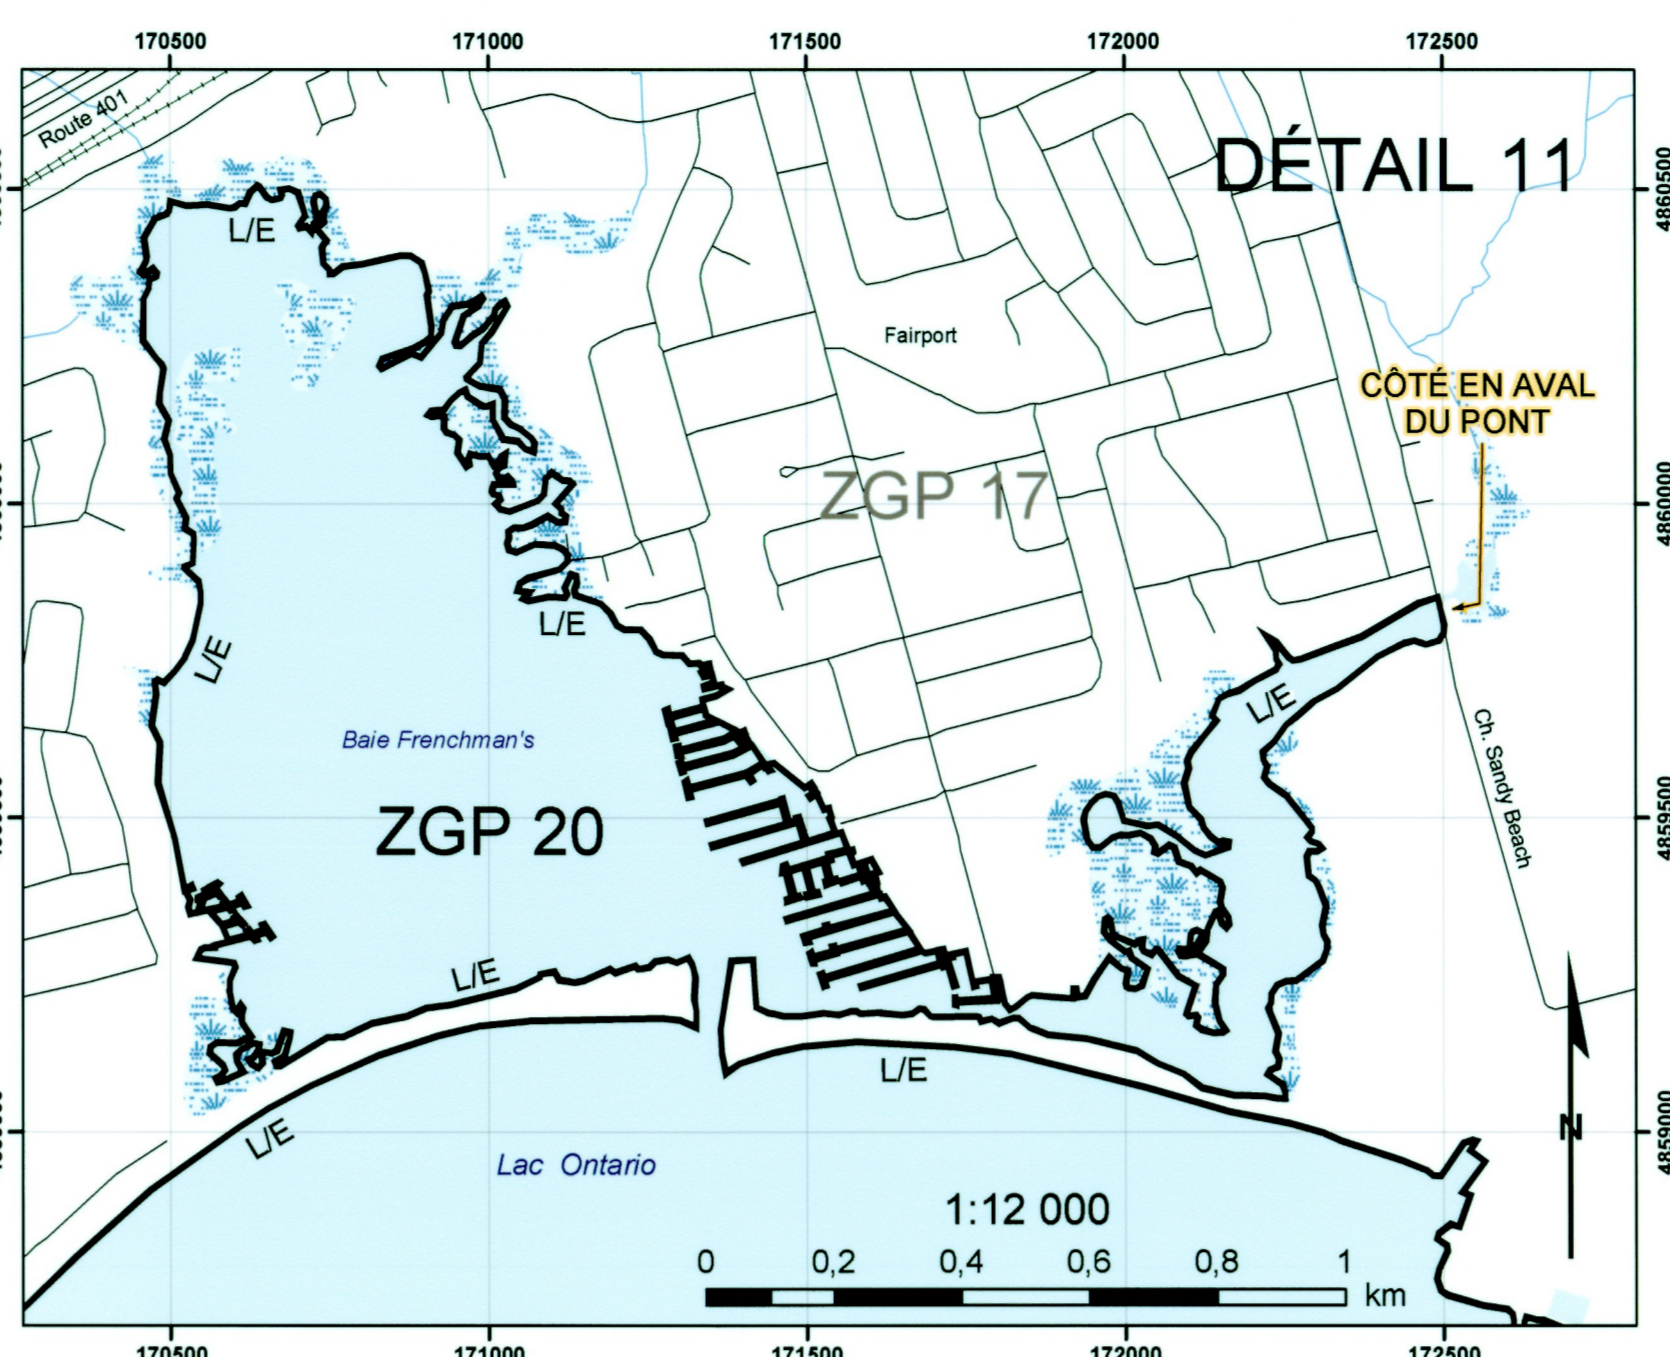 170500 171000 171500 172000 172500
Route 401
DÉTAIL 11
4860500
L/E
Fairport
CÔTÉ EN AVAL
DU PONT
ZGP 17
4860000
L/E
L/E
L/E
Baie Frenchman's
Ch. Sandy Beach
ZGP 20
4859500
L/E
L/E
L/E
N
4859000
Lac Ontario
1:12 000
0 0,2 0,4 0,6 0,8 1
km
170500 171000 171500 172000 172500